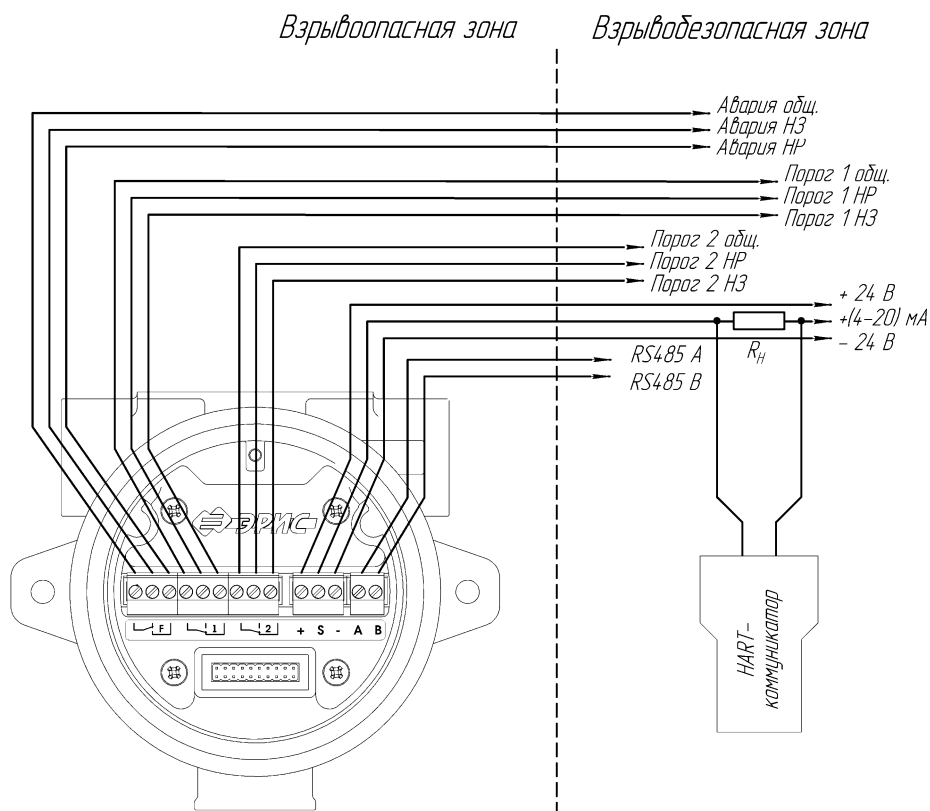 Взрывоопасная зона
Взрывобезопасная зона
Авария общ.
Авария НЗ
Авария НР
Порог 1 общ.
Порог 1 НР
Порог 1 НЗ
Порог 2 общ.
Порог 2 НР
Порог 2 НЗ
+ 24 В
+(4-20) мА
- 24 В
Rн
RS485 A
RS485 B
ЭРИС
F 1 2 + S - A B
HART-
коммуникатор